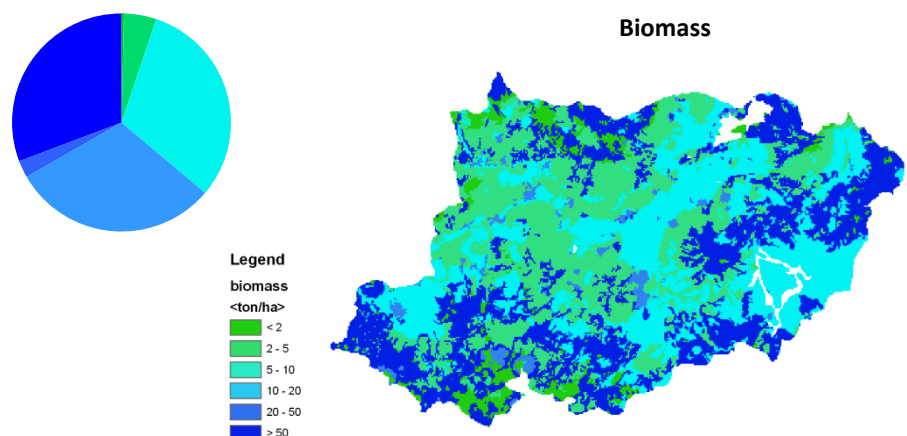 Biomass
Legend
biomass
<ton/ha>
< 2
2 - 5
5 - 10
10 - 20
20 - 50
> 50